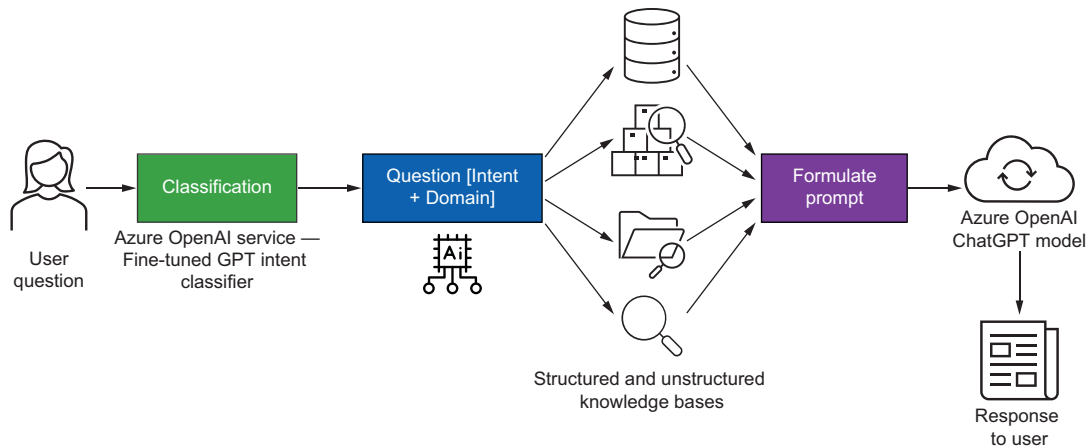 User
question
Classification
Azure OpenAI service —
Fine-tuned GPT intent
classifier
Question [Intent
+ Domain]
Ai
Structured and unstructured
knowledge bases
Formulate
prompt
Azure OpenAI
ChatGPT model
Response
to user